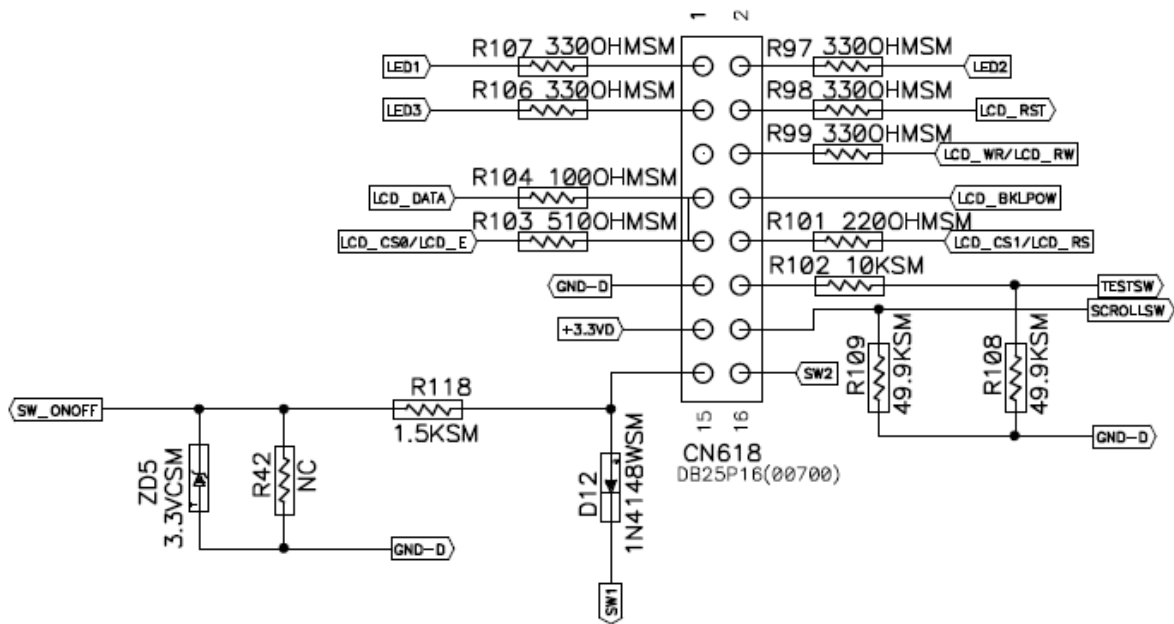 1 2
R107 330OHMSM R97 330OHMSM
LED1 LED2
R106 330OHMSM R98 330OHMSM
LED3 LCD_RST
R99 330OHMSM
LCD_WR/LCD_RW
R104 100OHMSM
LCD_DATA LCD_BKLPOW
R103 510OHMSM R101 220OHMSM
LCD_CS0/LCD_E LCD_CS1/LCD_RS
R102 10KSM
GND-D TESTSW
SCROLLSW
+3.3VD
R109 49.9KSM
R108 49.9KSM
SW2
R118
SW_ONOFF
1.5KSM
15 16
GND-D
CN618
DB25P16(00700)
ZD5
3.3VCSM
R42
NC
D12
1N4148WSM
GND-D
SW1